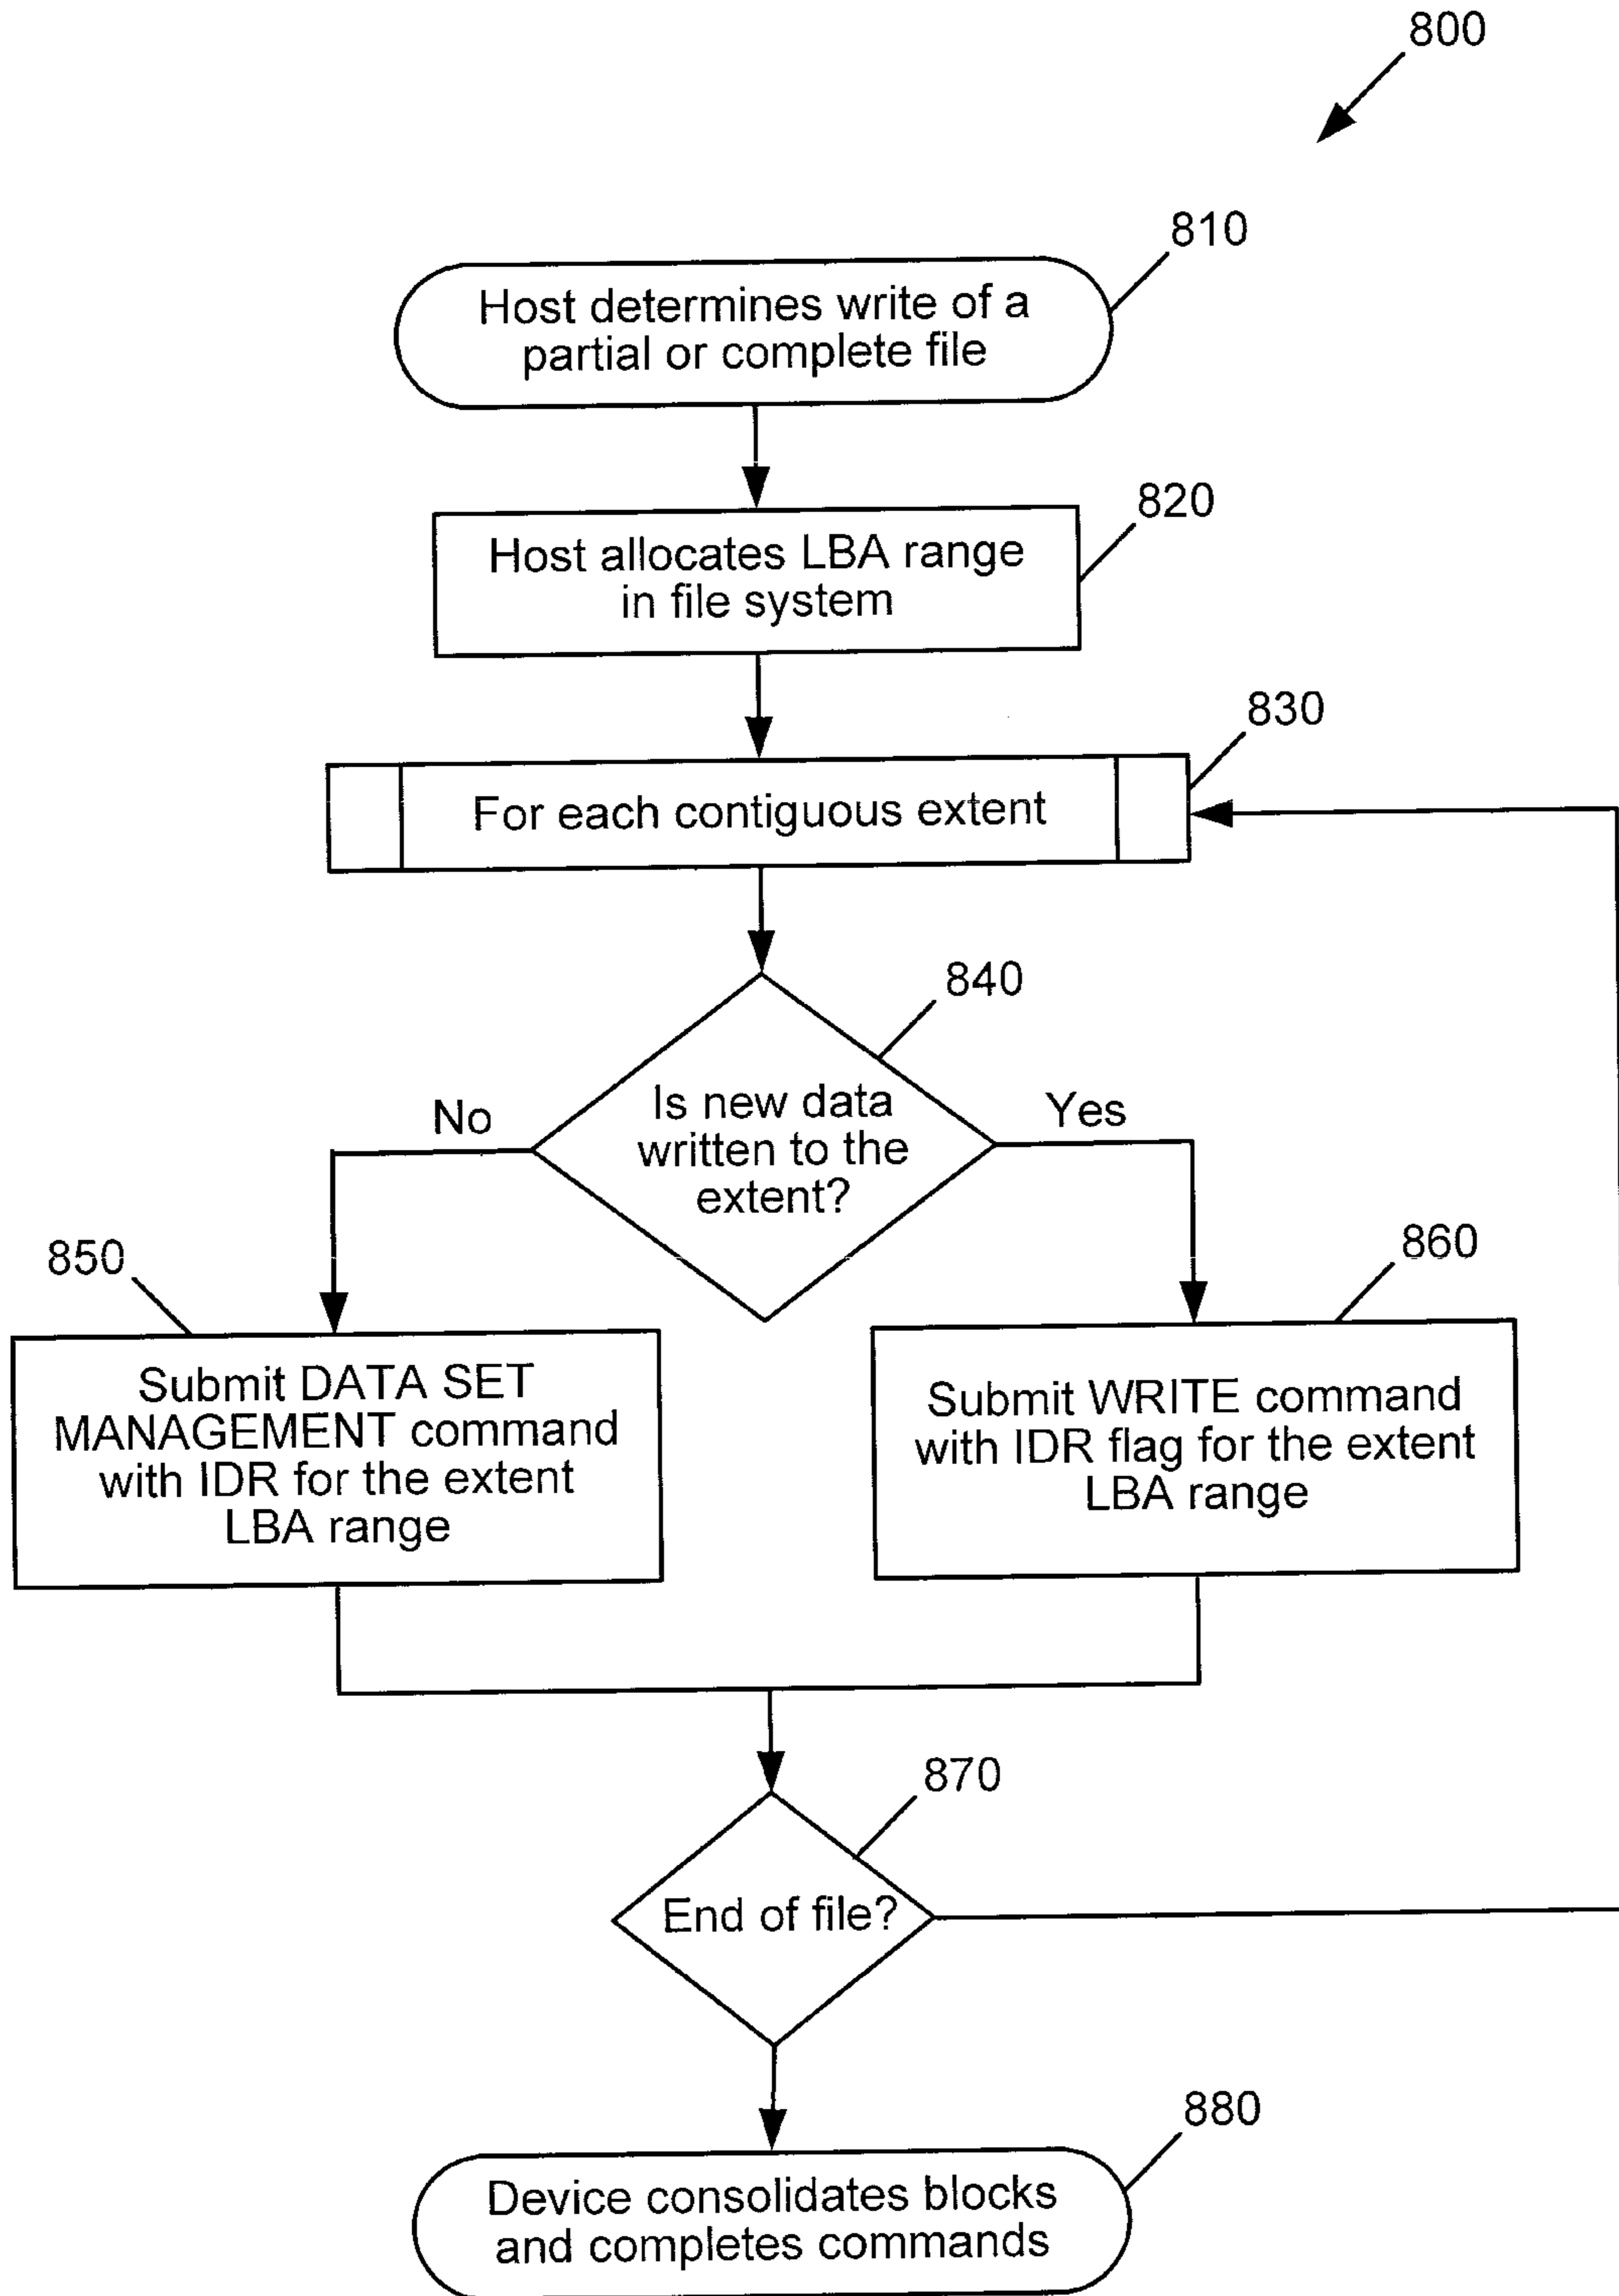 800
810
Host determines write of a
partial or complete file
820
Host allocates LBA range
in file system
830
For each contiguous extent
840
Is new data
written to the
extent?
No
Yes
850
860
Submit DATA SET
MANAGEMENT command
with IDR for the extent
LBA range
Submit WRITE command
with IDR flag for the extent
LBA range
870
End of file?
880
Device consolidates blocks
and completes commands